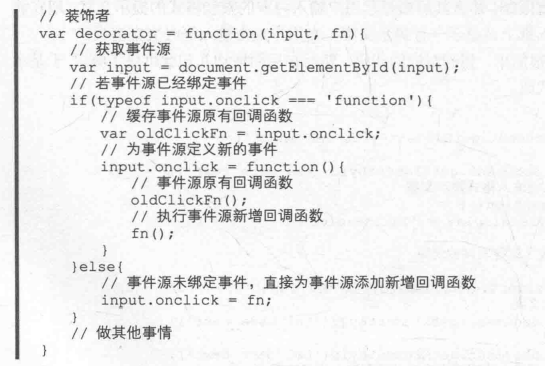 // 装饰者
var decorator = function(input, fn){
// 获取事件源
var input = document.getElementById(input);
// 若事件源已经绑定事件
if(typeof input.onclick === 'function'){
// 缓存事件源原有回调函数
var oldClickFn = input.onclick;
// 为事件源定义新的事件
input.onclick = function(){
// 事件源原有回调函数
oldClickFn();
// 执行事件源新增回调函数
fn();
}
}else{
// 事件源未绑定事件，直接为事件源添加新增回调函数
input.onclick = fn;
}
// 做其他事情
}